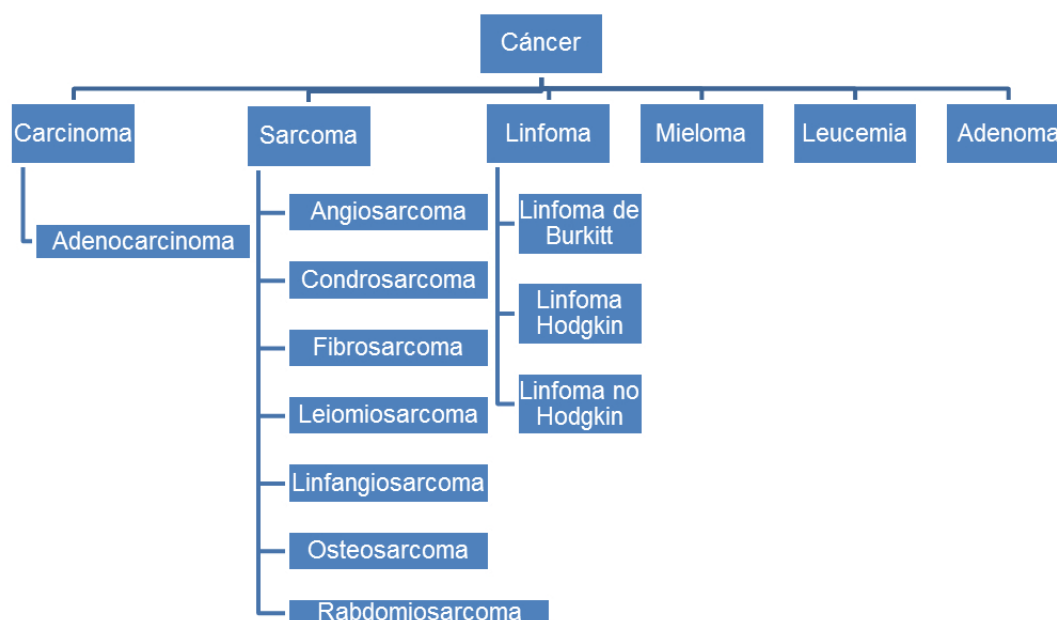 Cáncer
Carcinoma
Sarcoma
Linfoma
Mieloma
Leucemia
Adenoma
Adenocarcinoma
Angiosarcoma
Condrosarcoma
Fibrosarcoma
Leiomiosarcoma
Linfangiosarcoma
Osteosarcoma
Rabdomiosarcoma
Linfoma de
Burkitt
Linfoma
Hodgkin
Linfoma no
Hodgkin